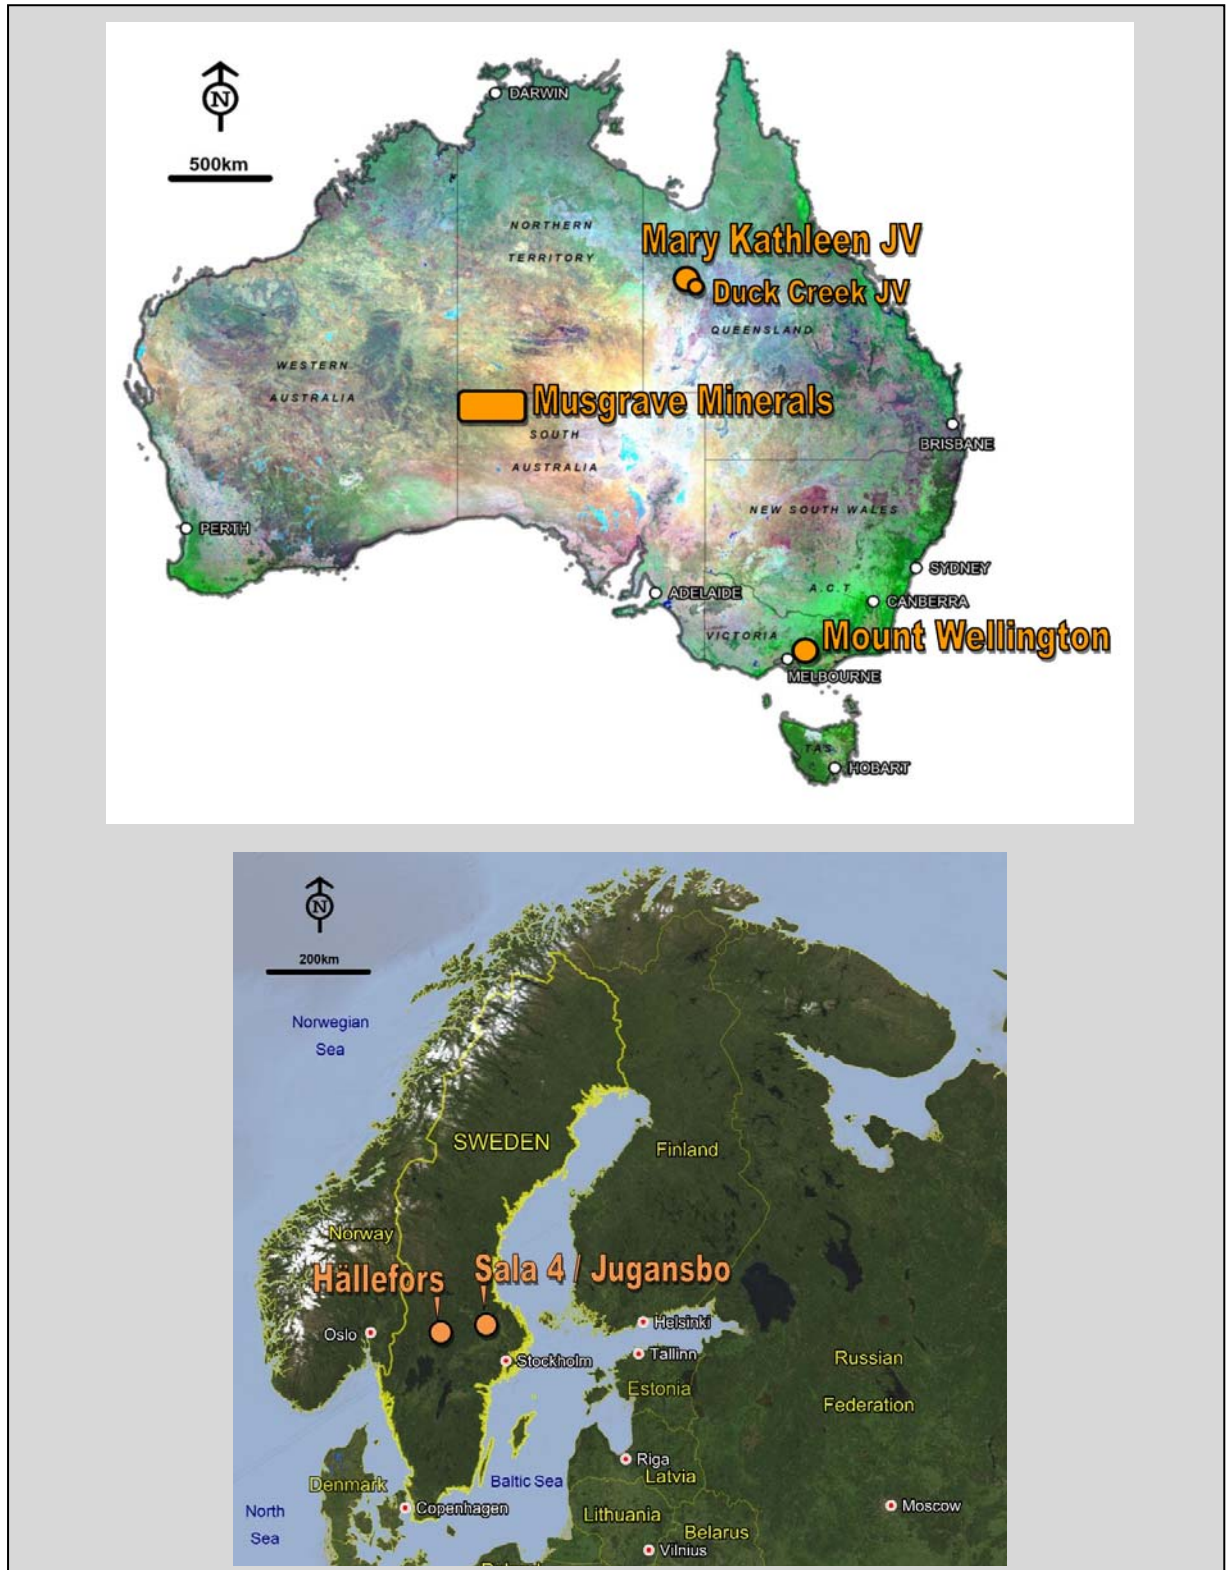 N
500km
DARWIN
NORTHERN
TERRITORY
Mary Kathleen JV
Duck Creek JV
QUEENSLAND
WESTERN
AUSTRALIA
Musgrave Minerals
SOUTH
AUSTRALIA
BRISBANE
NEW SOUTH WALES
PERTH
SYDNEY
ADELAIDE
A.C.T
CANBERRA
VICTORIA
Mount Wellington
MELBOURNE
TAS
HOBART
N
200km
Norwegian
Sea
SWEDEN
Finland
Norway
Hällefors
Sala 4 / Jugansbo
Oslo
Helsinki
Stockholm
Tallinn
Russian
Federation
Estonia
Riga
Latvia
Denmark
Baltic Sea
Copenhagen
Lithuania
Moscow
North
Sea
Belarus
Vilnius